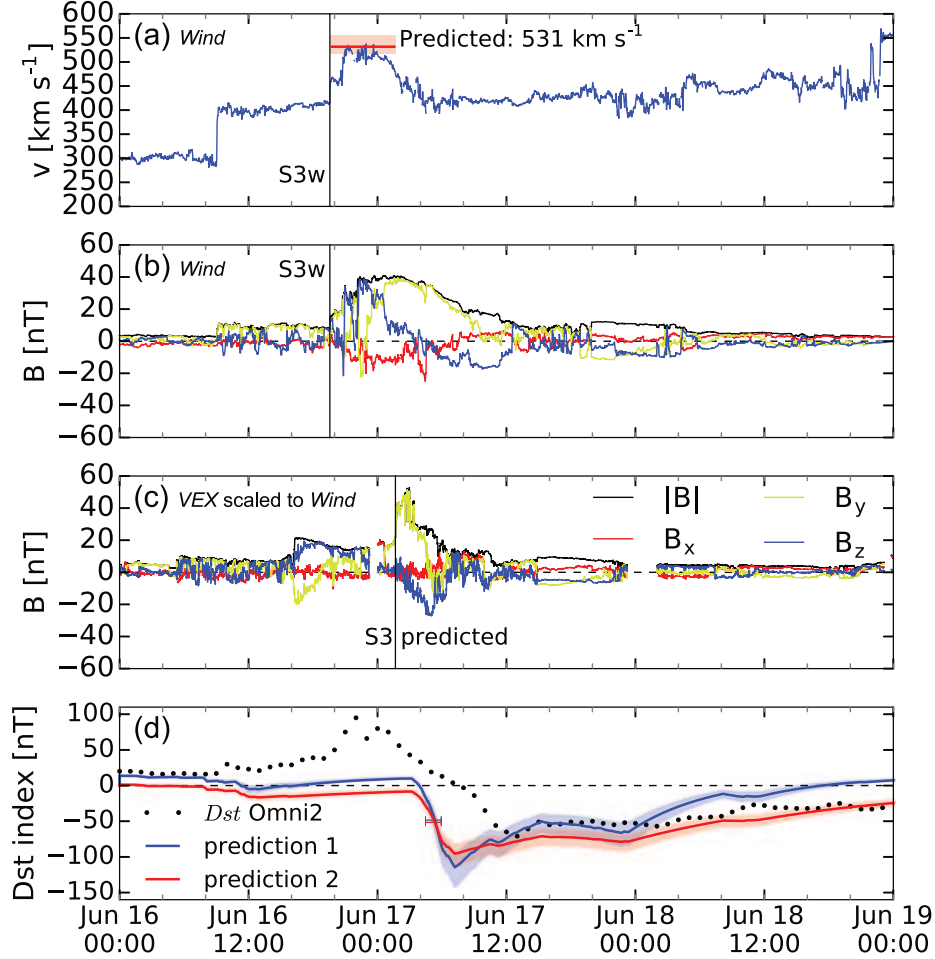 (a) Wind
Predicted: 531 km s⁻¹
S3w
v [km s⁻¹]
600
550
500
450
400
350
300
250
200
(b) Wind
S3w
B [nT]
60
40
20
0
−20
−40
−60
(c) VEX scaled to Wind
|B|
B_y
B_x
B_z
S3 predicted
B [nT]
60
40
20
0
−20
−40
−60
(d)
Dst Omni2
prediction 1
prediction 2
Dst index [nT]
100
50
0
−50
−100
−150
Jun 16 Jun 16 Jun 17 Jun 17 Jun 18 Jun 18 Jun 19
00:00 12:00 00:00 12:00 00:00 12:00 00:00